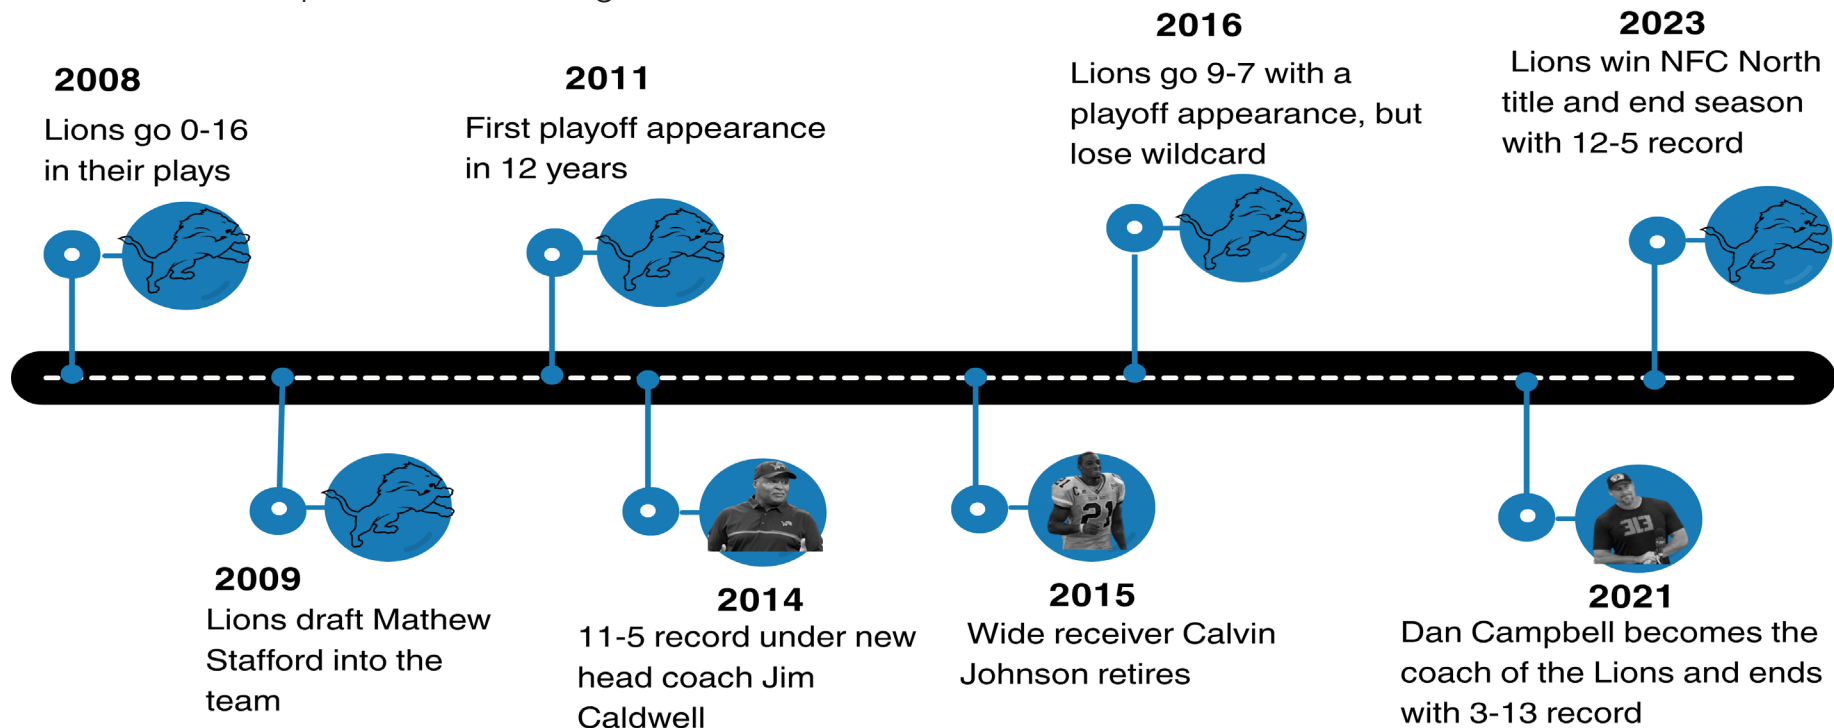 2008
Lions go 0-16
in their plays
2011
First playoff appearance
in 12 years
2016
Lions go 9-7 with a
playoff appearance, but
lose wildcard
2023
Lions win NFC North
title and end season
with 12-5 record
2009
Lions draft Mathew
Stafford into the
team
2014
11-5 record under new
head coach Jim
Caldwell
2015
Wide receiver Calvin
Johnson retires
2021
Dan Campbell becomes the
coach of the Lions and ends
with 3-13 record
21
21
313